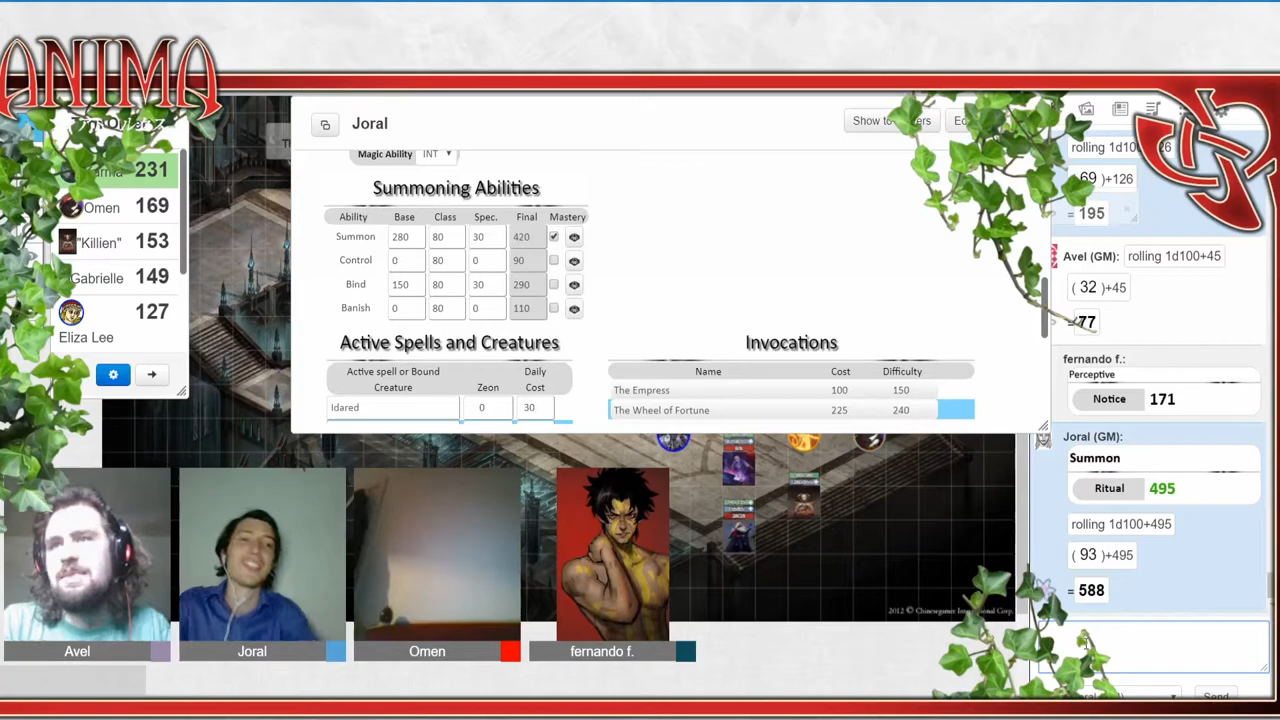 ANIMA
231
Omen 169
"Killien" 153
Gabrielle 149
127
Eliza Lee
Joral
Show to
Magic Ability INT
Summoning Abilities
Ability Base Class Spec. Final Mastery
Summon 280 80 30 420
Control 0 80 0 90
Bind 150 80 30 290
Banish 0 80 0 110
Active Spells and Creatures
Active spell or Bound Creature Zeon Daily Cost
Idared 0 30
Invocations
Name Cost Difficulty
The Empress 100 150
The Wheel of Fortune 225 240
69 )+126
= 195
Avel (GM): rolling 1d100+45
( 32 )+45
=77
fernando f.:
Perceptive
Notice 171
Joral (GM):
Summon
Ritual 495
rolling 1d100+495
( 93 )+495
= 588
Send
2012 © Chinesegamer International Corp.
Avel
Joral
Omen
fernando f.